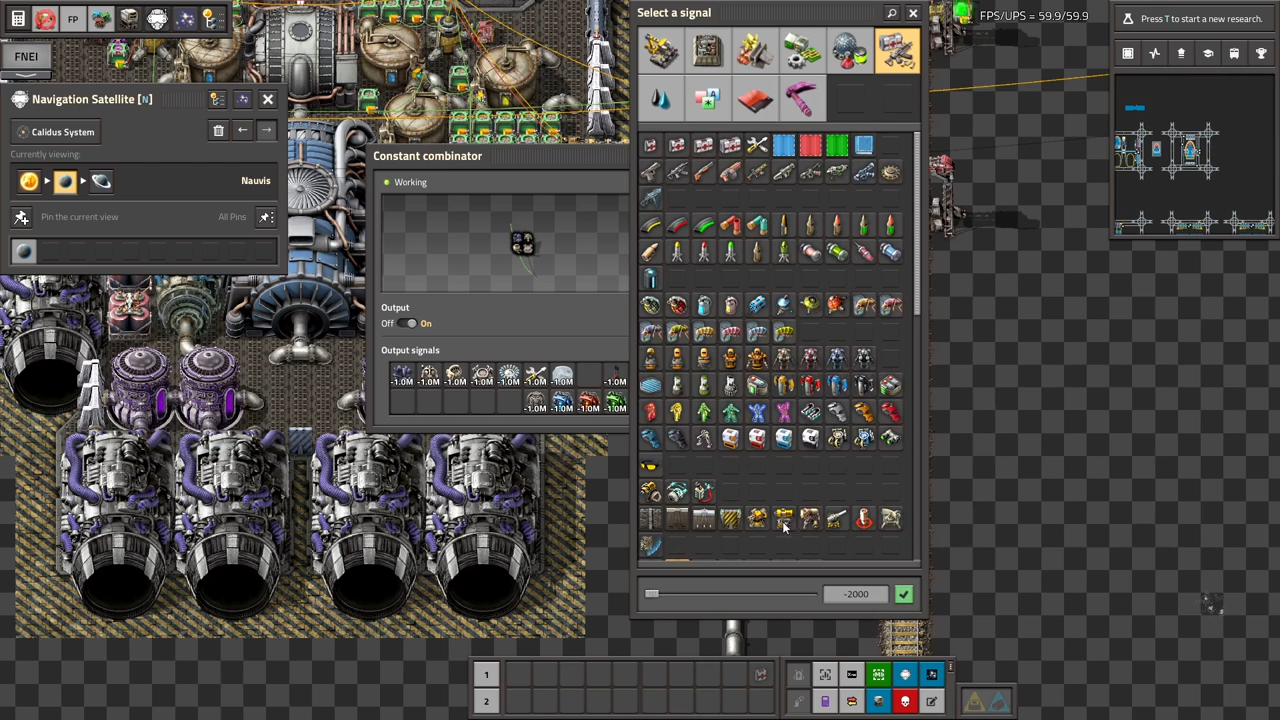 FP
FNEI
Navigation Satellite [N]
Calidus System
Currently viewing:
Nauvis
Pin the current view
All Pins
Constant combinator
Working
Output
Off
On
Output signals
-1.0M -1.0M -1.0M -1.0M -1.0M -1.0M -1.0M -1.0M
-1.0M -1.0M -1.0M -1.0M
Select a signal
-2000
FPS/UPS = 59.9/59.9
Press T to start a new research.
1
2